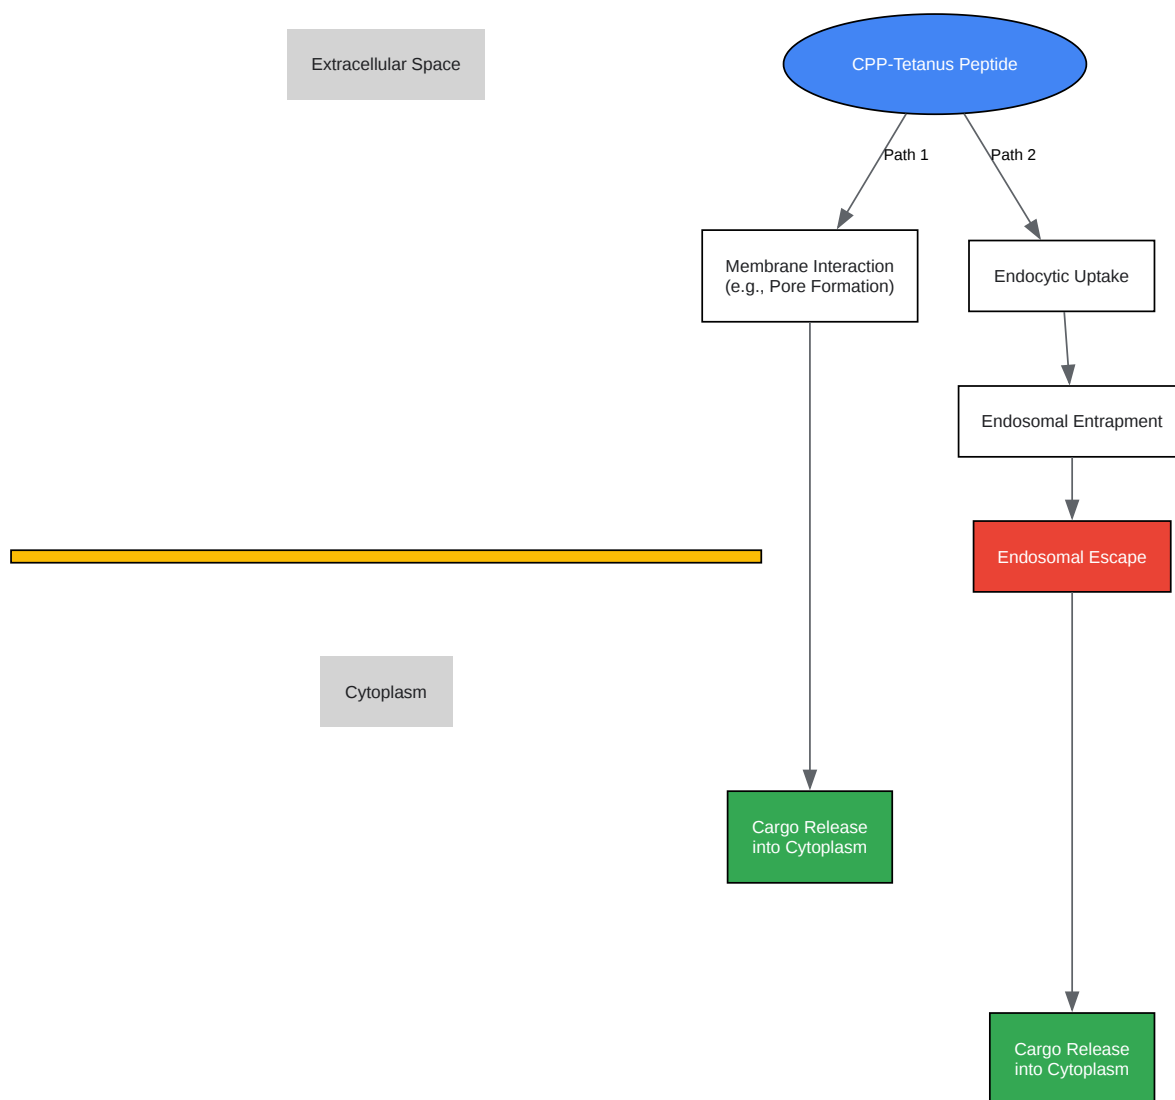 Extracellular Space
CPP-Tetanus Peptide
Path 1
Path 2
Membrane Interaction
(e.g., Pore Formation)
Endocytic Uptake
Endosomal Entrapment
Endosomal Escape
Cytoplasm
Cargo Release
into Cytoplasm
Cargo Release
into Cytoplasm